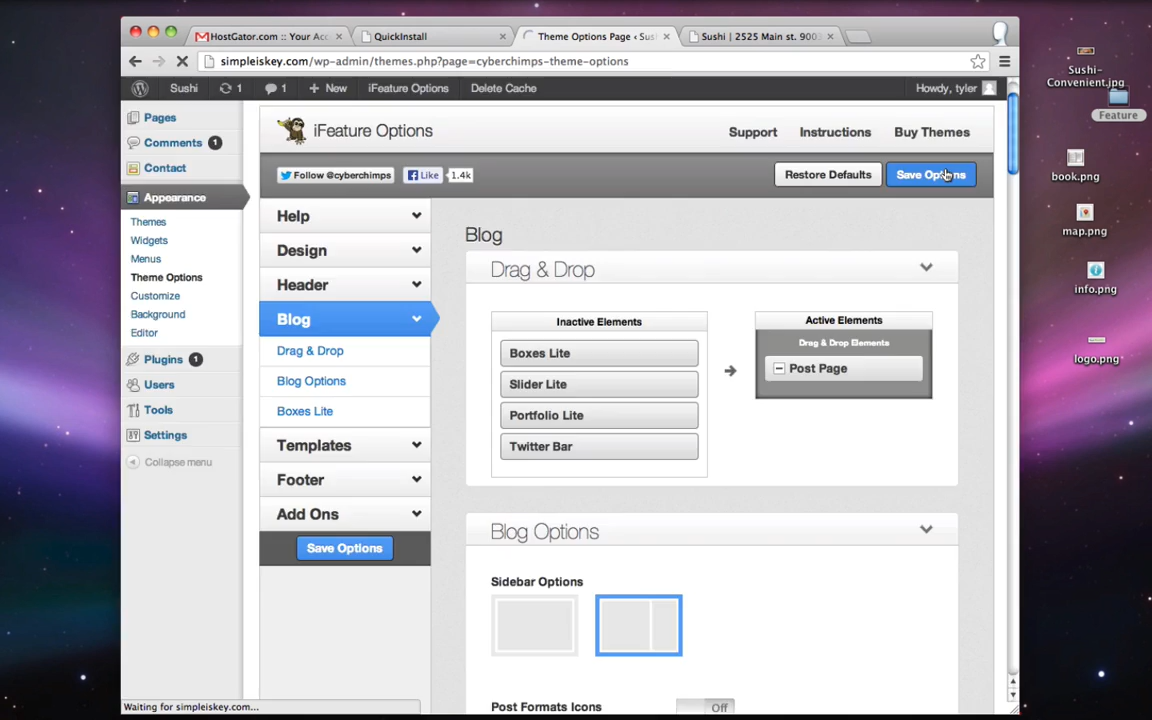 HostGator.com :: Your Acc
QuickInstall
Theme Options Page ‹ Sus
Sushi | 2525 Main st. 9003
simpleiskey.com/wp-admin/themes.php?page=cyberchimps-theme-options
Sushi
1
1
+ New
iFeature Options
Delete Cache
Howdy, tyler
Pages
Comments 1
Contact
Appearance
Themes
Widgets
Menus
Theme Options
Customize
Background
Editor
Plugins 1
Users
Tools
Settings
Collapse menu
iFeature Options
Support
Instructions
Buy Themes
Follow @cyberchimps
Like
1.4k
Restore Defaults
Save Options
Help
Design
Header
Blog
Drag & Drop
Blog Options
Boxes Lite
Templates
Footer
Add Ons
Save Options
Blog
Drag & Drop
Inactive Elements
Boxes Lite
Slider Lite
Portfolio Lite
Twitter Bar
Active Elements
Drag & Drop Elements
Post Page
Blog Options
Sidebar Options
Post Formats Icons
Off
Waiting for simpleiskey.com...
Sushi-
Convenient.jpg
Feature
book.png
map.png
info.png
logo.png